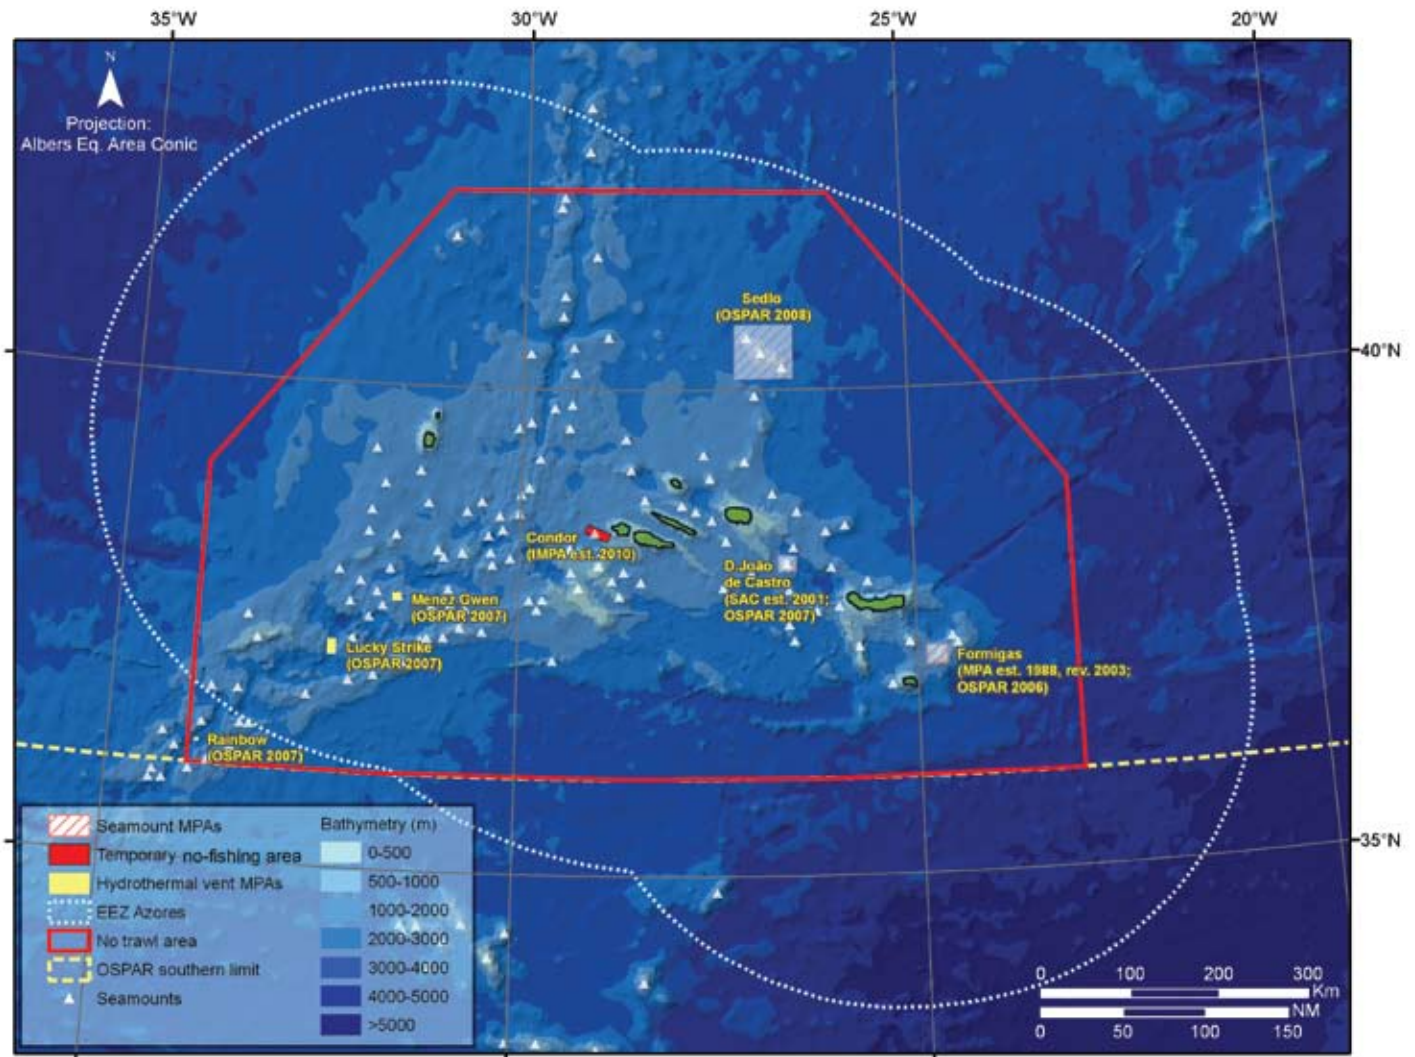 35°W
30°W
25°W
20°W
N
Projection:
Albers Eq. Area Conic
Sedlo
(OSPAR 2008)
40°N
Condor
(tMPA est. 2010)
D.João
de Castro
(SAC est. 2001;
OSPAR 2007)
Menez Gwen
(OSPAR 2007)
Lucky Strike
(OSPAR 2007)
Formigas
(MPA est. 1988, rev. 2003;
OSPAR 2006)
Rainbow
(OSPAR 2007)
35°N
Seamount MPAs
Temporary no-fishing area
Hydrothermal vent MPAs
EEZ Azores
No trawl area
OSPAR southern limit
Seamounts
Bathymetry (m)
0-500
500-1000
1000-2000
2000-3000
3000-4000
4000-5000
>5000
0 100 200 300
Km
NM
0 50 100 150